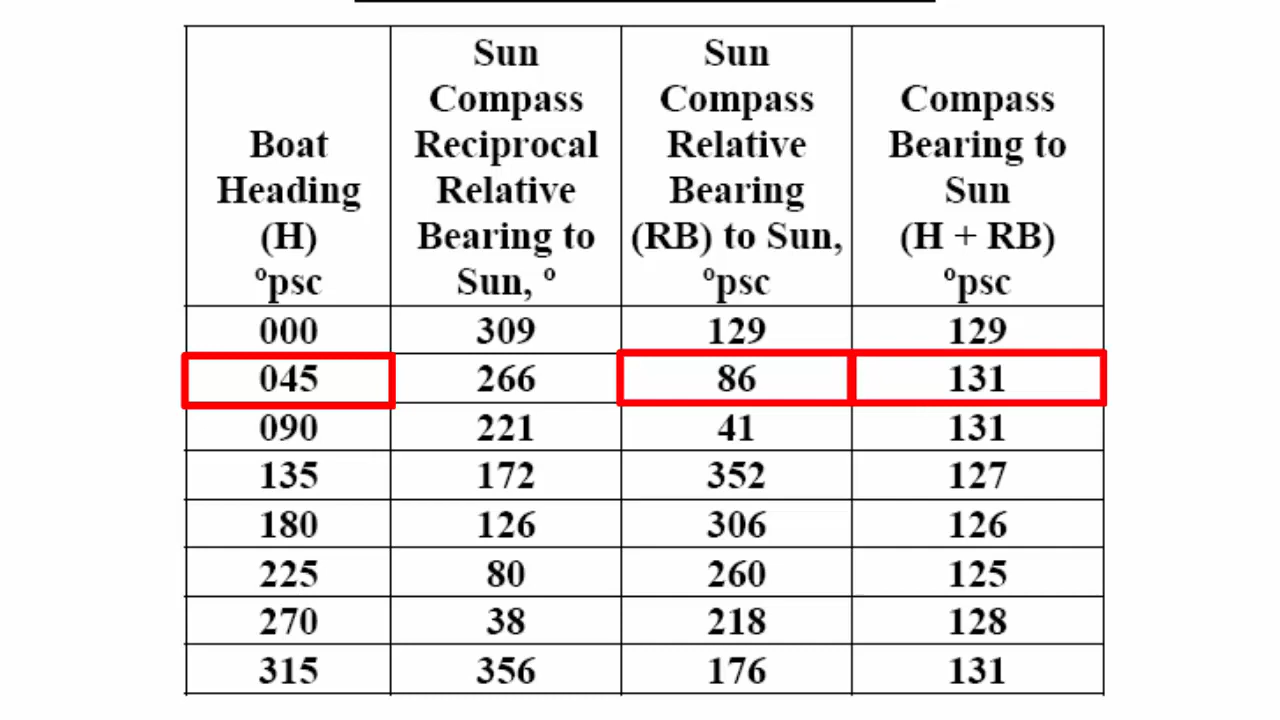 Boat Heading (H) ºpsc | Sun Compass Reciprocal Relative Bearing to Sun, º | Sun Compass Relative Bearing (RB) to Sun, ºpsc | Compass Bearing to Sun (H + RB) ºpsc
000 309 129 129
045 266 86 131
090 221 41 131
135 172 352 127
180 126 306 126
225 80 260 125
270 38 218 128
315 356 176 131